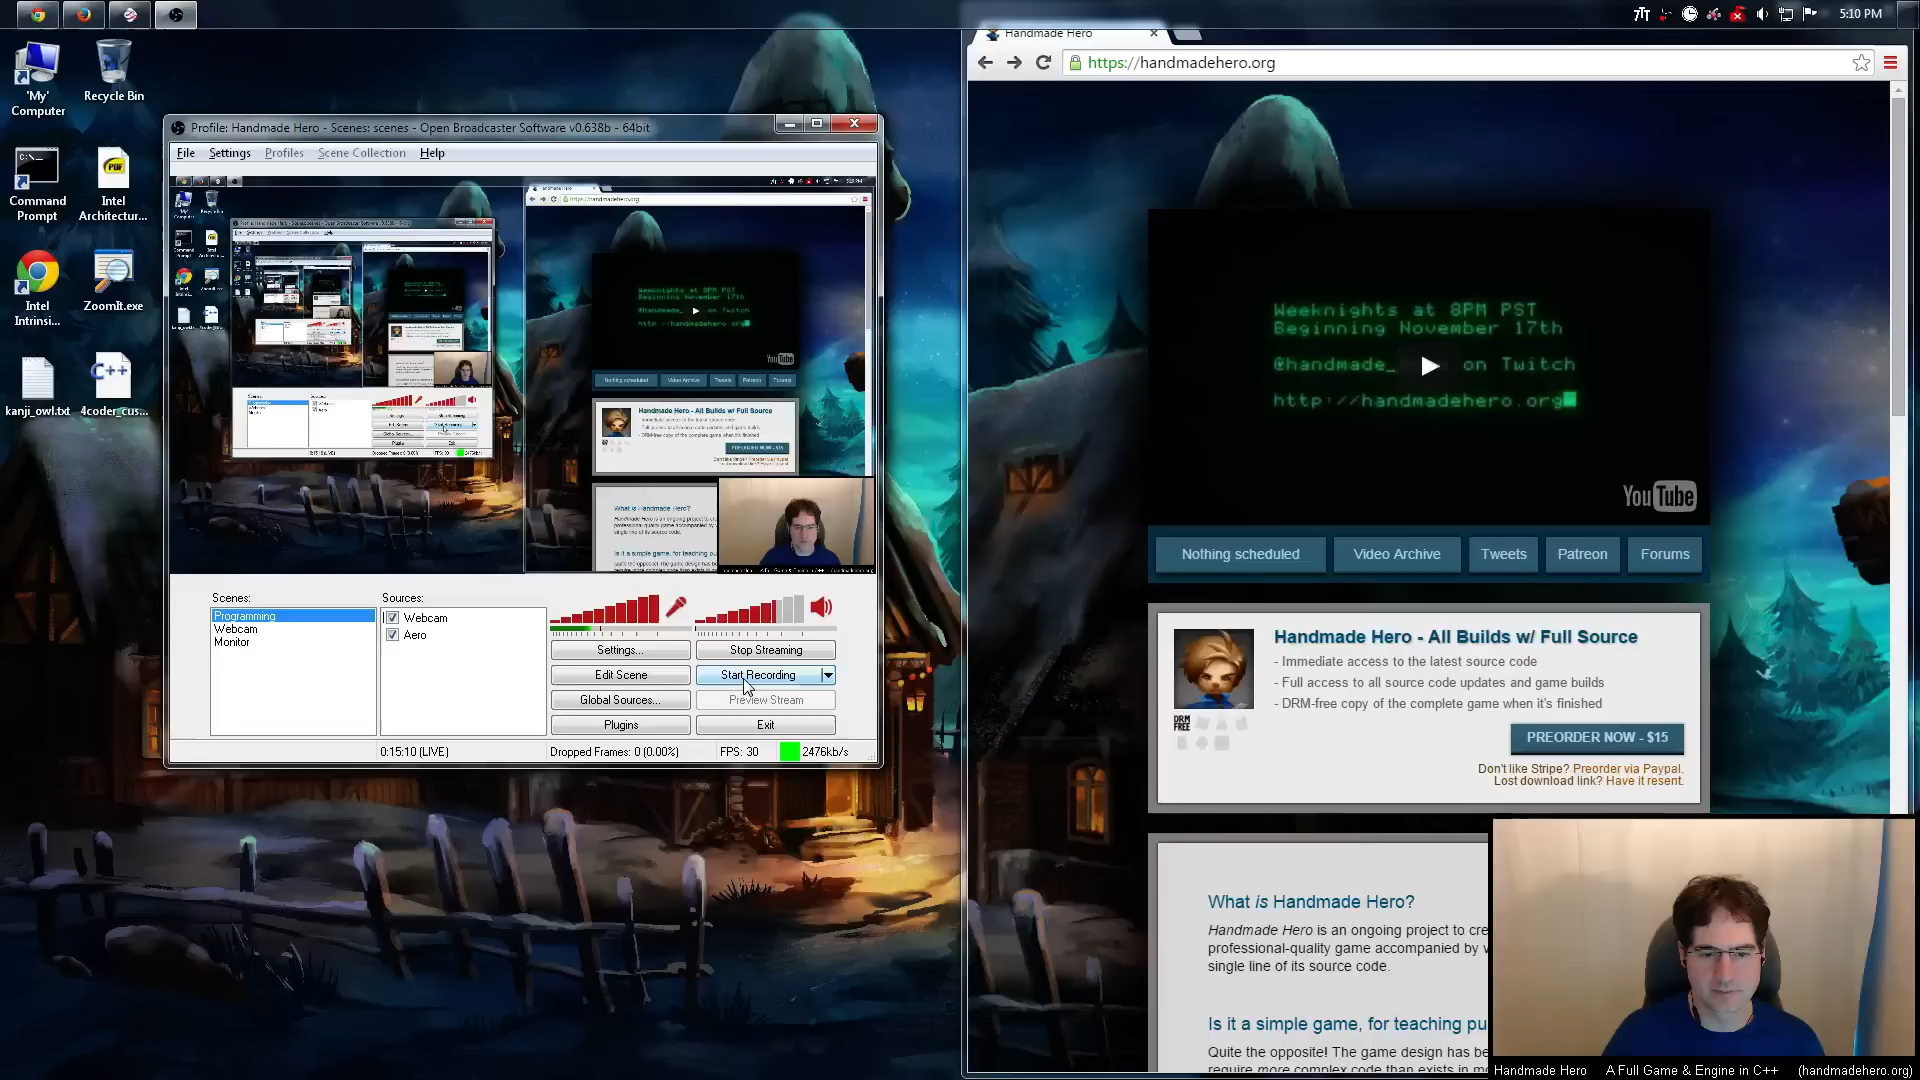 5:10 PM
'My' Computer
Recycle Bin
Command Prompt
Intel Architectur...
Intel Intrinsi...
ZoomIt.exe
kanji_owl.txt
4coder_cus...
Profile: Handmade Hero - Scenes: scenes - Open Broadcaster Software v0.638b - 64bit
File Settings Profiles Scene Collection Help
Scenes:
Programming
Webcam
Monitor
Sources:
Webcam
Aero
Settings... Stop Streaming
Edit Scene Start Recording
Global Sources... Preview Stream
Plugins Exit
0:15:10 (LIVE) Dropped Frames: 0 (0.00%) FPS: 30 2476kb/s
Handmade Hero
https://handmadehero.org
Weeknights at 8PM PST
Beginning November 17th
@handmade_ on Twitch
http://handmadehero.org
YouTube
Nothing scheduled Video Archive Tweets Patreon Forums
Handmade Hero - All Builds w/ Full Source
- Immediate access to the latest source code
- Full access to all source code updates and game builds
- DRM-free copy of the complete game when it's finished
DRM FREE
PREORDER NOW - $15
Don't like Stripe? Preorder via Paypal.
Lost download link? Have it resent.
What is Handmade Hero?
Handmade Hero is an ongoing project to cre
professional-quality game accompanied by v
single line of its source code.
Is it a simple game, for teaching pu
Quite the opposite! The game design has be
require more complex code than exists in m
Handmade Hero A Full Game & Engine in C++ (handmadehero.org)